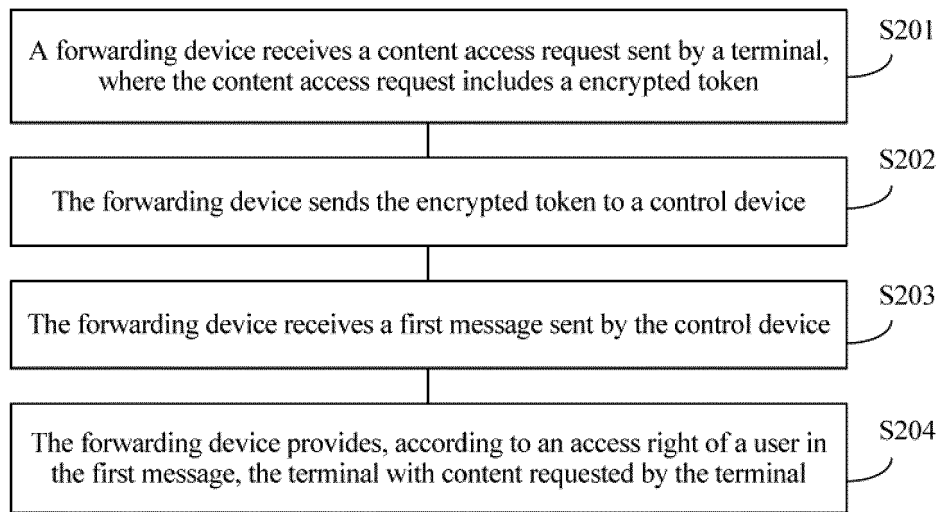 S201
A forwarding device receives a content access request sent by a terminal,
where the content access request includes a encrypted token
S202
The forwarding device sends the encrypted token to a control device
S203
The forwarding device receives a first message sent by the control device
S204
The forwarding device provides, according to an access right of a user in
the first message, the terminal with content requested by the terminal